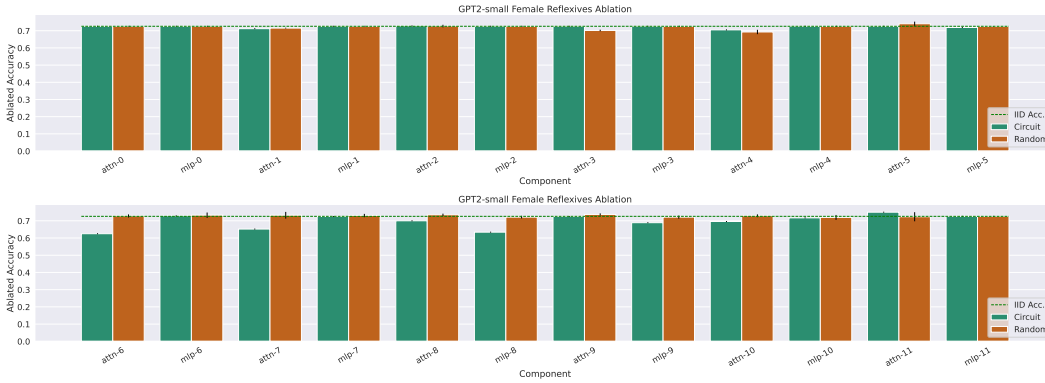 GPT2-small Female Reflexives Ablation
Ablated Accuracy
0.7
0.6
0.5
0.4
0.3
0.2
0.1
0.0
IID Acc.
Circuit
Random
attn-0 mlp-0 attn-1 mlp-1 attn-2 mlp-2 attn-3 mlp-3 attn-4 mlp-4 attn-5 mlp-5
Component
GPT2-small Female Reflexives Ablation
Ablated Accuracy
0.7
0.6
0.5
0.4
0.3
0.2
0.1
0.0
IID Acc.
Circuit
Random
attn-6 mlp-6 attn-7 mlp-7 attn-8 mlp-8 attn-9 mlp-9 attn-10 mlp-10 attn-11 mlp-11
Component